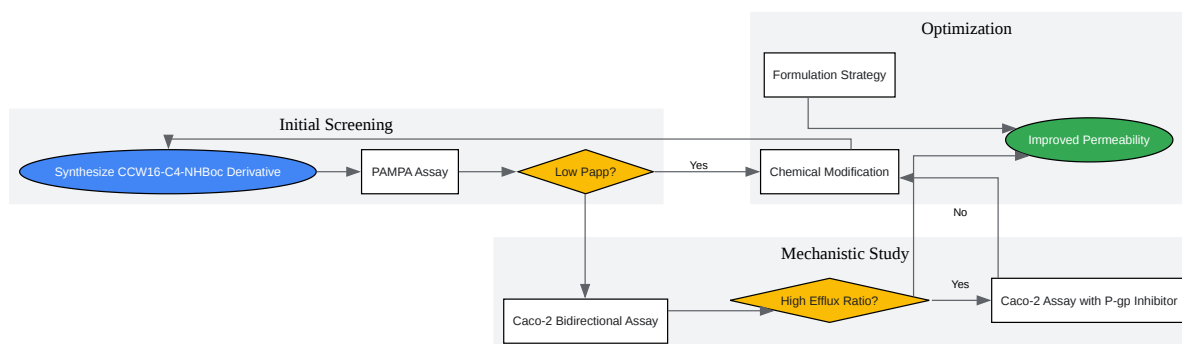 Optimization
Formulation Strategy
Initial Screening
Improved Permeability
Synthesize CCW16-C4-NHBoc Derivative
PAMPA Assay
Low Papp?
Yes
Chemical Modification
No
Mechanistic Study
High Efflux Ratio?
Yes
Caco-2 Assay with P-gp Inhibitor
Caco-2 Bidirectional Assay